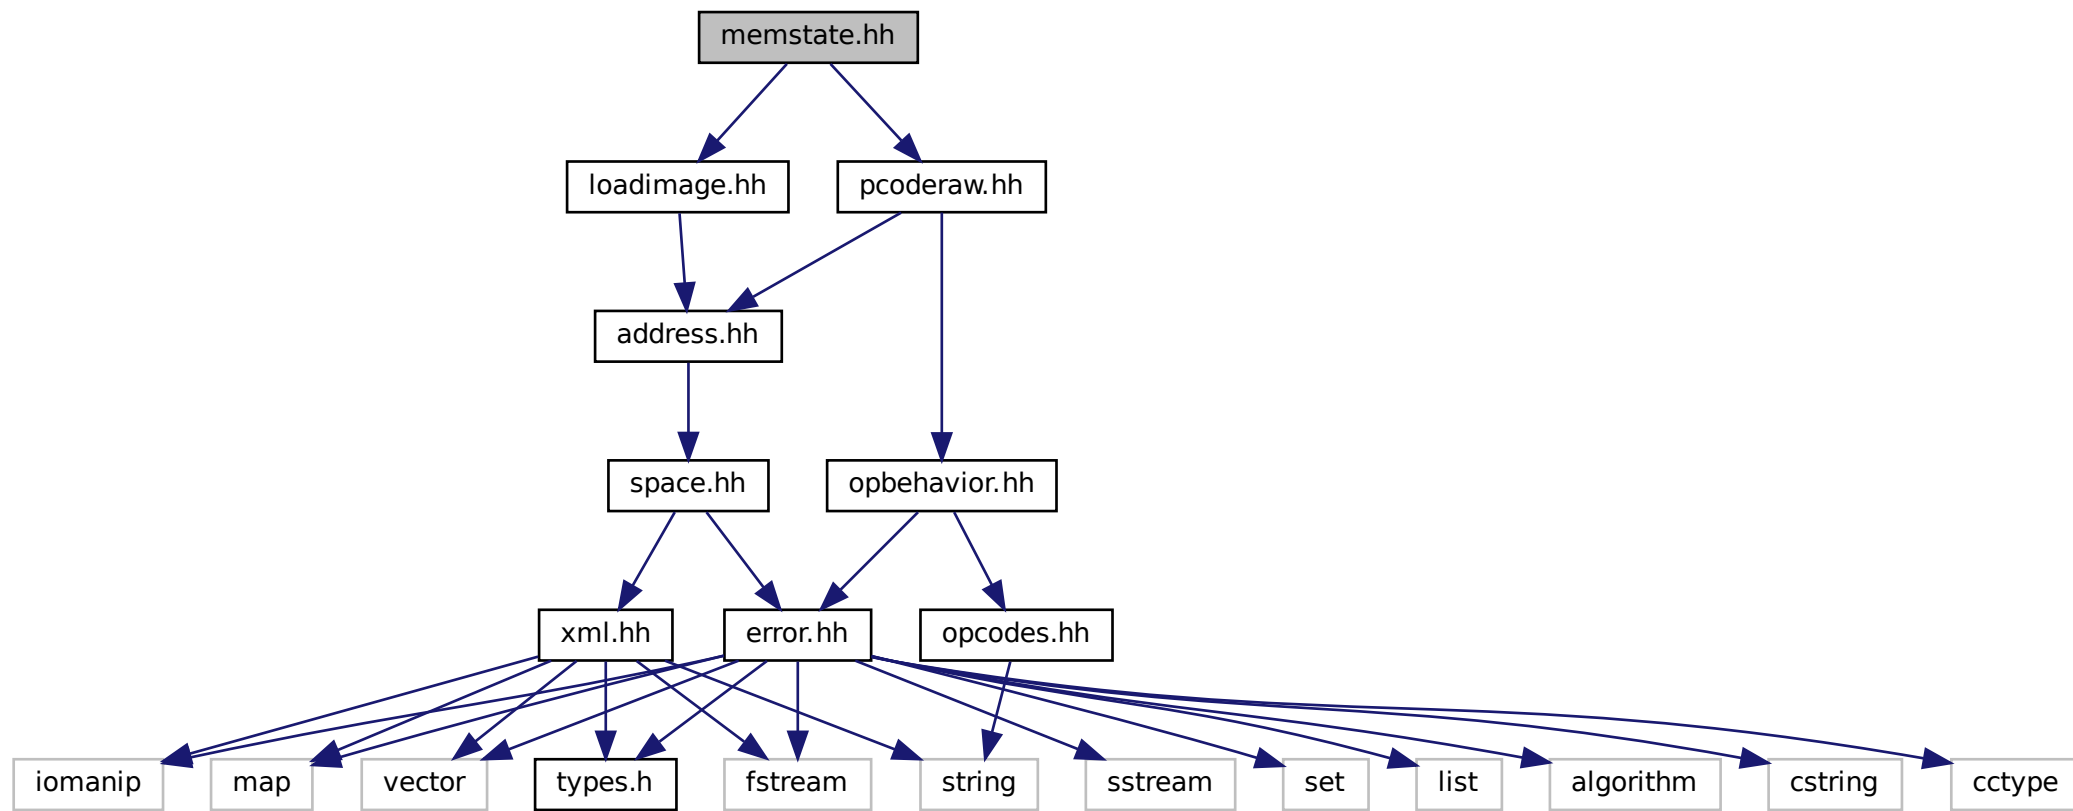 memstate.hh
loadimage.hh
pcoderaw.hh
address.hh
space.hh
opbehavior.hh
xml.hh
error.hh
opcodes.hh
iomanip
map
vector
types.h
fstream
string
sstream
set
list
algorithm
cstring
cctype